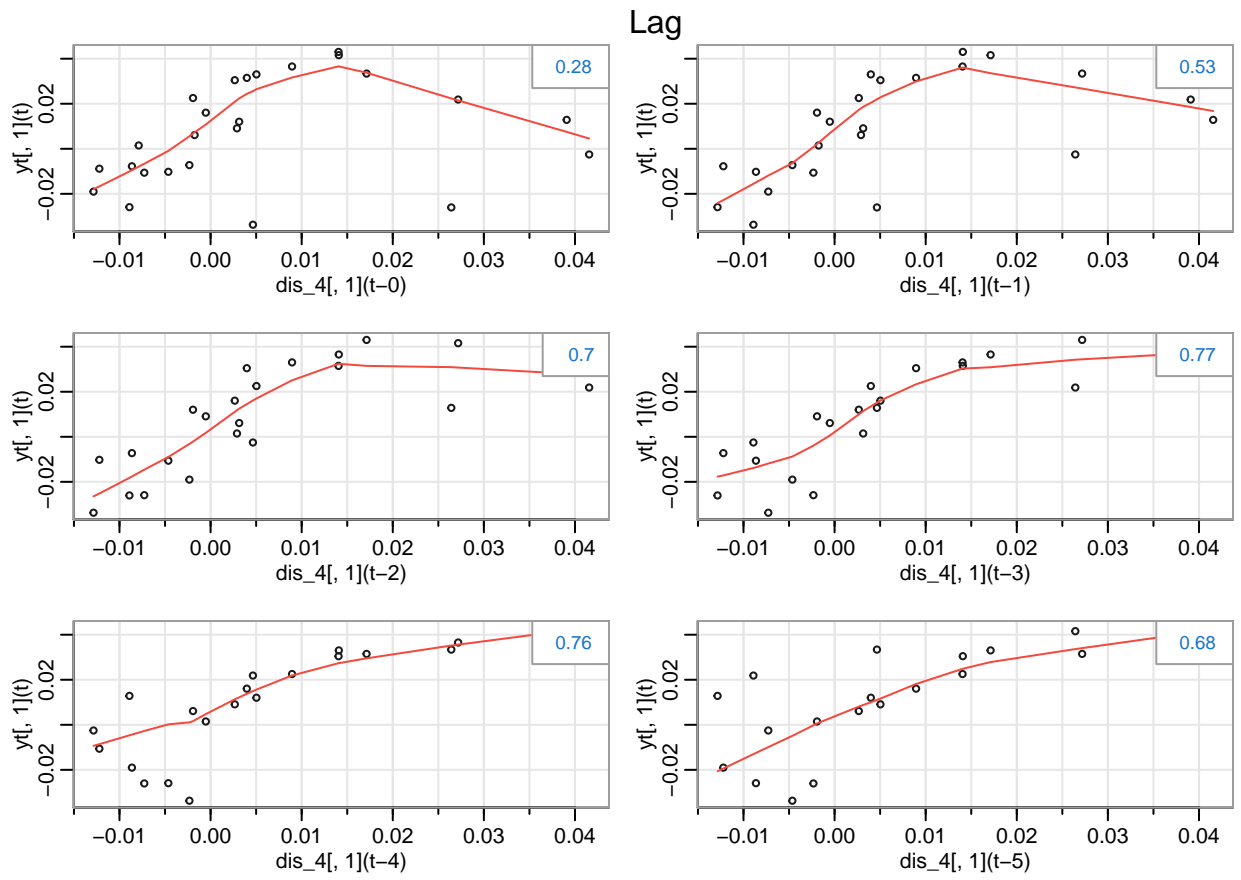 Lag
0.28
0.02
−0.02
yt[, 1](t)
−0.01 0.00 0.01 0.02 0.03 0.04
dis_4[, 1](t−0)
0.53
0.02
−0.02
yt[, 1](t)
−0.01 0.00 0.01 0.02 0.03 0.04
dis_4[, 1](t−1)
0.7
0.02
−0.02
yt[, 1](t)
−0.01 0.00 0.01 0.02 0.03 0.04
dis_4[, 1](t−2)
0.77
0.02
−0.02
yt[, 1](t)
−0.01 0.00 0.01 0.02 0.03 0.04
dis_4[, 1](t−3)
0.76
0.02
−0.02
yt[, 1](t)
−0.01 0.00 0.01 0.02 0.03 0.04
dis_4[, 1](t−4)
0.68
0.02
−0.02
yt[, 1](t)
−0.01 0.00 0.01 0.02 0.03 0.04
dis_4[, 1](t−5)